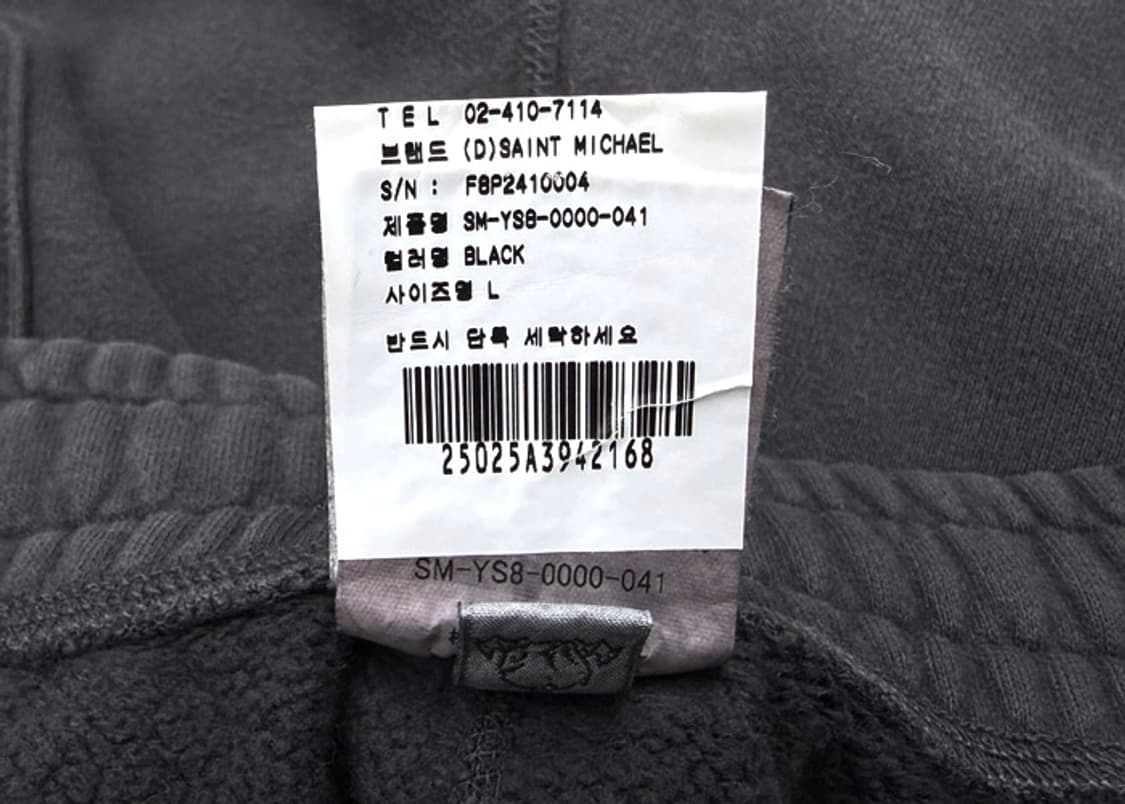 TEL 02-410-7114
브랜드 (D)SAINT MICHAEL
S/N : F8P2410004
제품명 SM-YS8-0000-041
컬러명 BLACK
사이즈명 L
반드시 단독 세탁하세요
25025A3942168
SM-YS8-0000-041